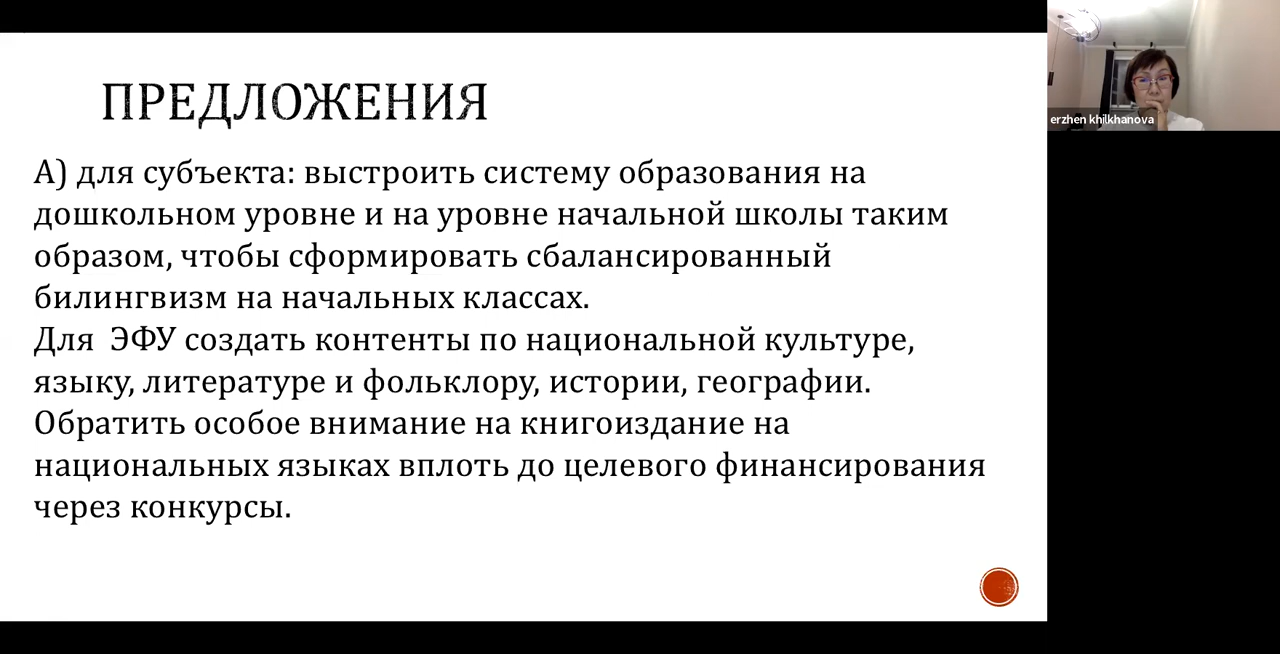 ПРЕДЛОЖЕНИЯ
А) для субъекта: выстроить систему образования на
дошкольном уровне и на уровне начальной школы таким
образом, чтобы сформировать сбалансированный
билингвизм на начальных классах.
Для  ЭФУ создать контенты по национальной культуре,
языку, литературе и фольклору, истории, географии.
Обратить особое внимание на книгоиздание на
национальных языках вплоть до целевого финансирования
через конкурсы.
erzhen khilkhanova